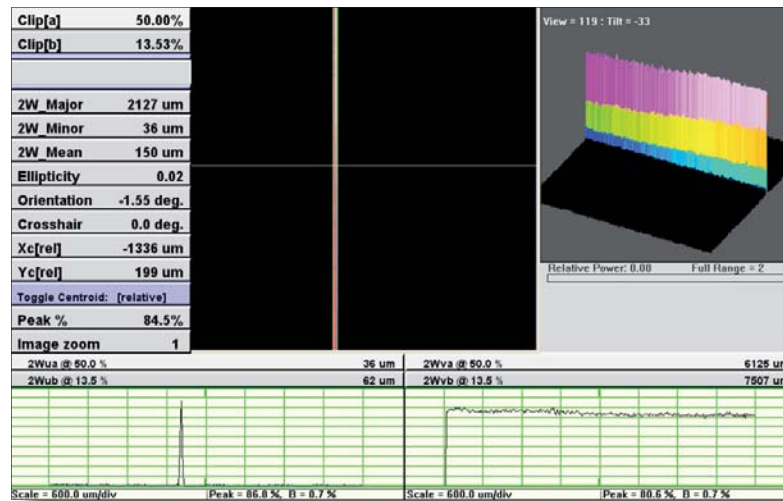 Clip[a] 50.00%
Clip[b] 13.53%
2W_Major 2127 um
2W_Minor 36 um
2W_Mean 150 um
Ellipticity 0.02
Orientation -1.55 deg.
Crosshair 0.0 deg.
Xc[rel] -1336 um
Yc[rel] 199 um
Toggle Centroid: [relative]
Peak % 84.5%
Image zoom 1
View = 119 : Tilt = -33
Relative Power: 0.00 Full Range = 2
2Wua @ 50.0 % 36 um
2Wub @ 13.5 % 62 um
2Wva @ 50.0 % 6125 um
2Wvb @ 13.5 % 7507 um
Scale = 600.0 um/div Peak = 86.8 %, B = 0.7 %
Scale = 600.0 um/div Peak = 80.6 %, B = 0.7 %